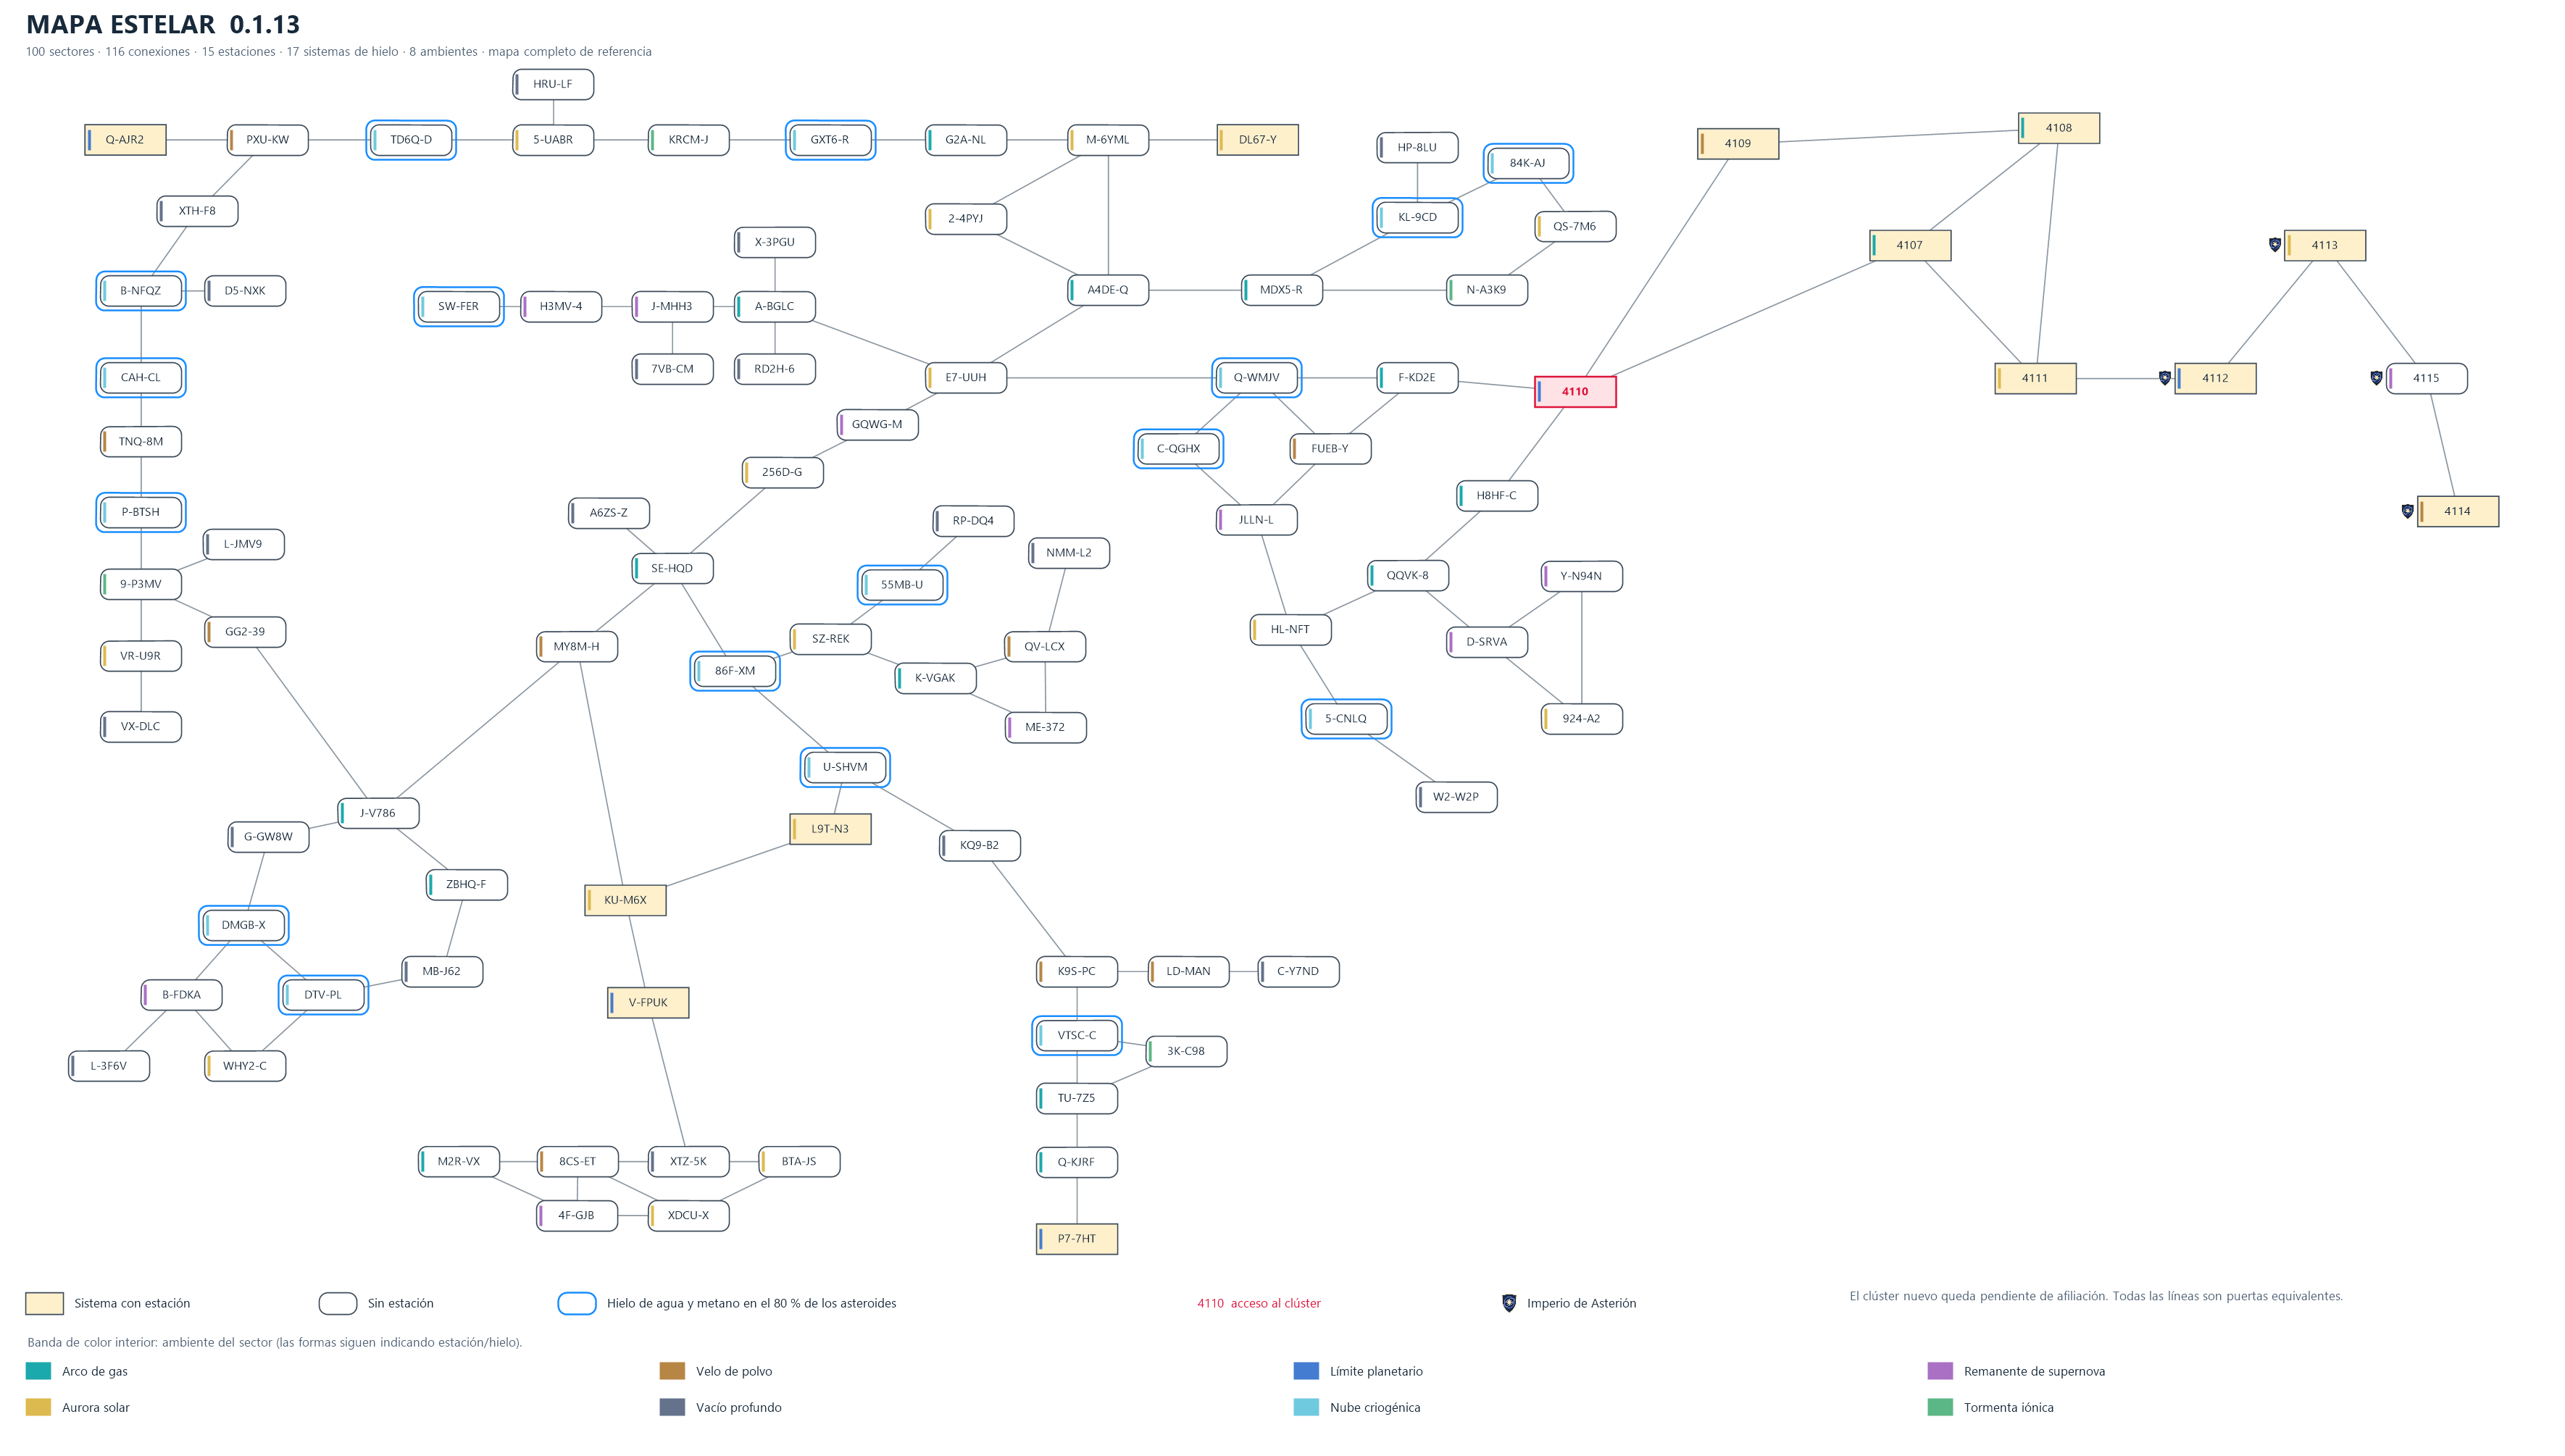 MAPA ESTELAR 0.1.13
100 sectores · 116 conexiones · 15 estaciones · 17 sistemas de hielo · 8 ambientes · mapa completo de referencia
HRU-LF
Q-AJR2
PXU-KW
TD6Q-D
5-UABR
KRCM-J
GXT6-R
G2A-NL
M-6YML
DL67-Y
HP-8LU
84K-AJ
4109
4108
XTH-F8
2-4PYJ
KL-9CD
QS-7M6
X-3PGU
4107
4113
B-NFQZ
D5-NXK
SW-FER
H3MV-4
J-MHH3
A-BGLC
A4DE-Q
MDX5-R
N-A3K9
CAH-CL
7VB-CM
RD2H-6
E7-UUH
Q-WMJV
F-KD2E
4110
4111
4112
4115
TNQ-8M
GQWG-M
C-QGHX
FUEB-Y
256D-G
P-BTSH
A6ZS-Z
RP-DQ4
JLLN-L
H8HF-C
4114
L-JMV9
NMM-L2
9-P3MV
SE-HQD
55MB-U
QQVK-8
Y-N94N
GG2-39
MY8M-H
SZ-REK
QV-LCX
HL-NFT
D-SRVA
VR-U9R
86F-XM
K-VGAK
VX-DLC
ME-372
5-CNLQ
924-A2
U-SHVM
W2-W2P
J-V786
G-GW8W
L9T-N3
KQ9-B2
ZBHQ-F
KU-M6X
DMGB-X
MB-J62
K9S-PC
LD-MAN
C-Y7ND
B-FDKA
DTV-PL
V-FPUK
VTSC-C
3K-C98
L-3F6V
WHY2-C
TU-7Z5
M2R-VX
8CS-ET
XTZ-5K
BTA-JS
Q-KJRF
4F-GJB
XDCU-X
P7-7HT
Sistema con estación
Sin estación
Hielo de agua y metano en el 80 % de los asteroides
4110 acceso al clúster
Imperio de Asterión
El clúster nuevo queda pendiente de afiliación. Todas las líneas son puertas equivalentes.
Banda de color interior: ambiente del sector (las formas siguen indicando estación/hielo).
Arco de gas
Velo de polvo
Límite planetario
Remanente de supernova
Aurora solar
Vacío profundo
Nube criogénica
Tormenta iónica